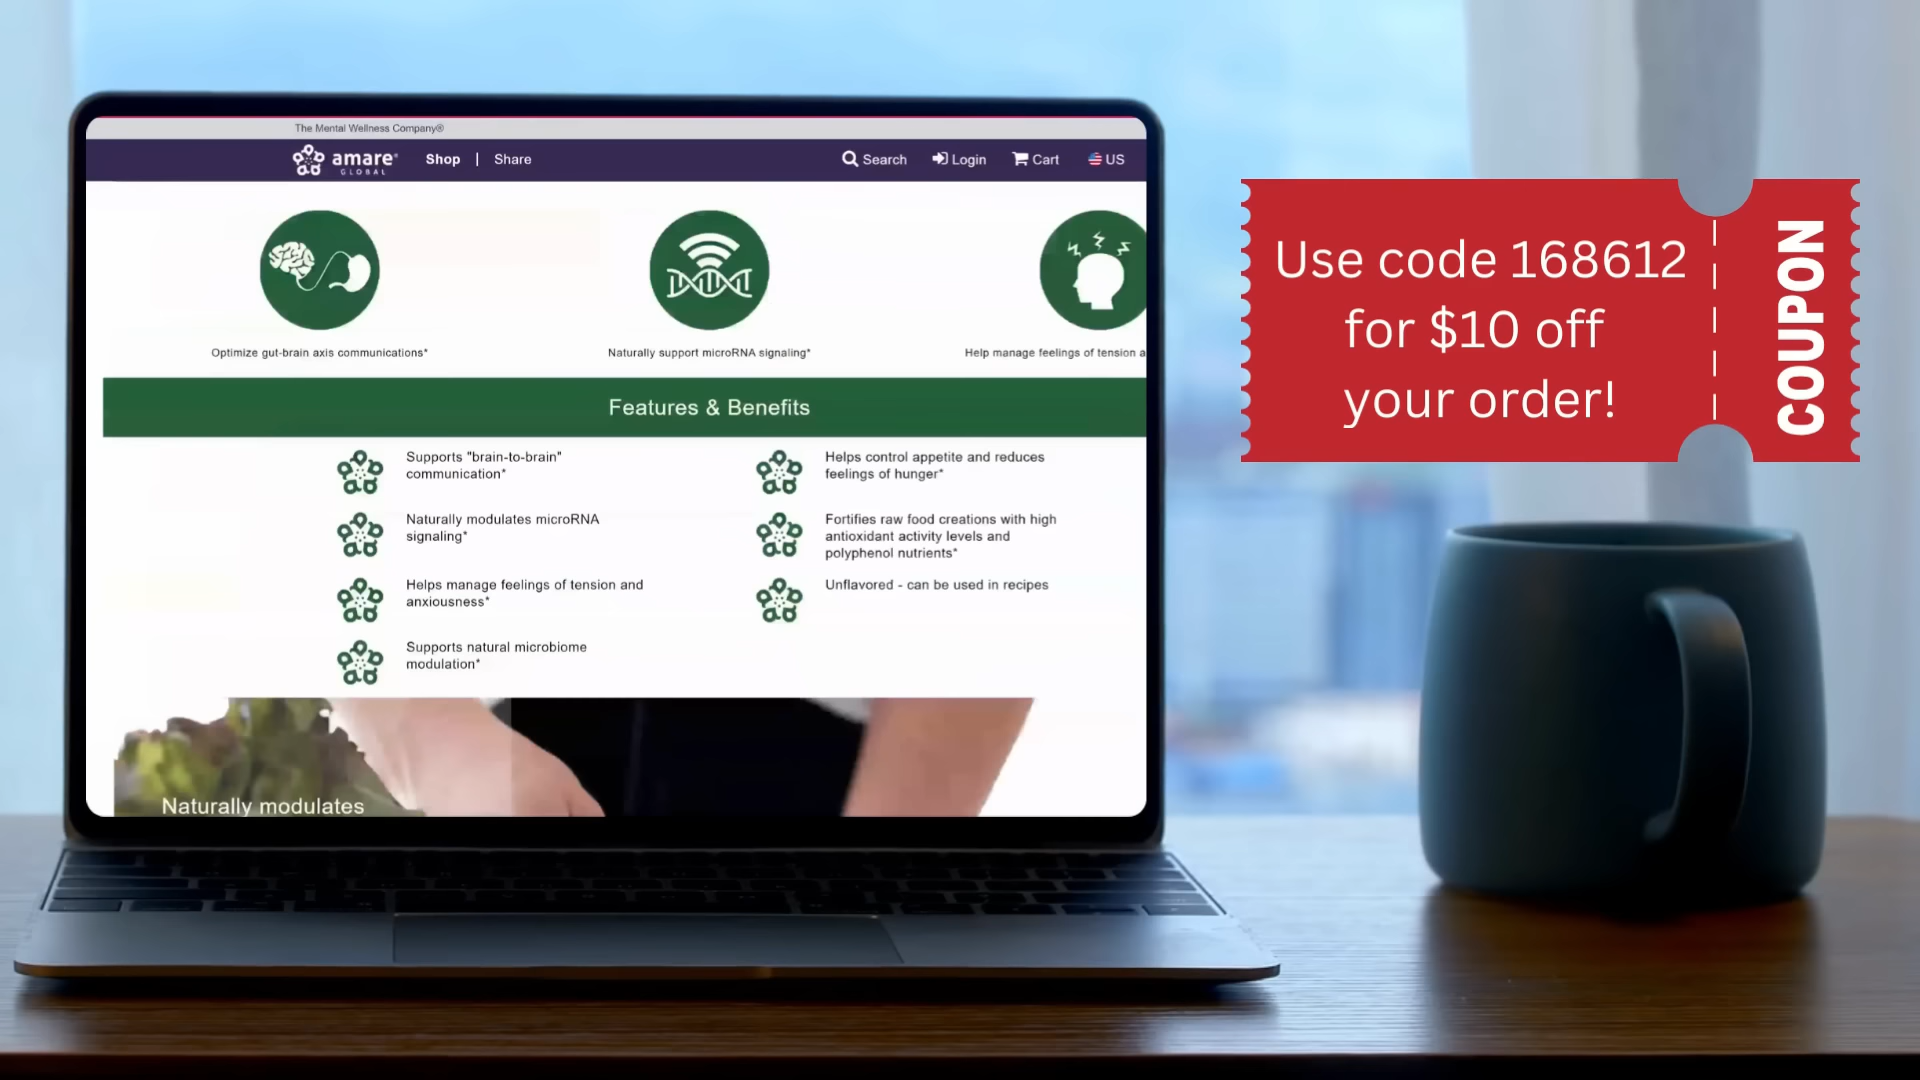 The Mental Wellness Company®
amare®
GLOBAL
Shop | Share
Search
Login
Cart
US
Optimize gut-brain axis communications*
Naturally support microRNA signaling*
Help manage feelings of tension a
Features & Benefits
Supports "brain-to-brain"
communication*
Naturally modulates microRNA
signaling*
Helps manage feelings of tension and
anxiousness*
Supports natural microbiome
modulation*
Helps control appetite and reduces
feelings of hunger*
Fortifies raw food creations with high
antioxidant activity levels and
polyphenol nutrients*
Unflavored - can be used in recipes
Naturally modulates
Use code 168612
for $10 off
your order!
COUPON